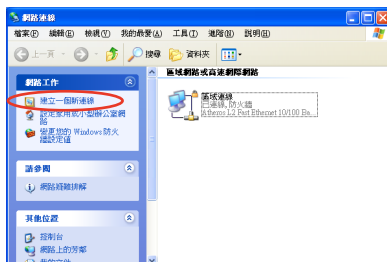 網路連線
檔案(F) 編輯(E) 檢視(V) 我的最愛(A) 工具(T) 進階(N) 說明(H)
上一頁 搜尋 資料夾
網路工作
建立一個新連線
設定家用或小型辦公室網
路
變更您的 Windows 防火
牆設定值
請參閱
網路疑難排解
其他位置
控制台
網路上的芳鄰
我的文件
區域網路或高速網際網路
區域連線
已連線, 防火牆
Atheros L2 Fast Ethernet 10/100 Ba...